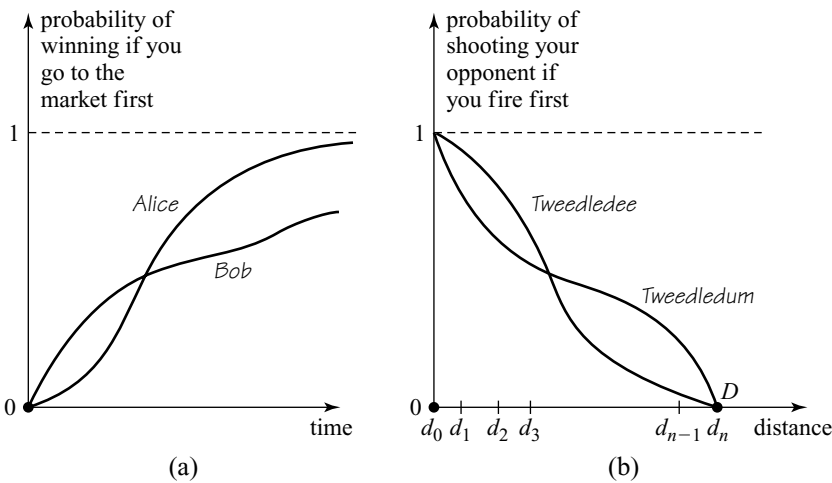 probability of
winning if you
go to the
market first
1
Alice
Bob
0
time
(a)
probability of
shooting your
opponent if
you fire first
1
Tweedledee
Tweedledum
D
0
d0 d1 d2 d3 dn−1 dn distance
(b)